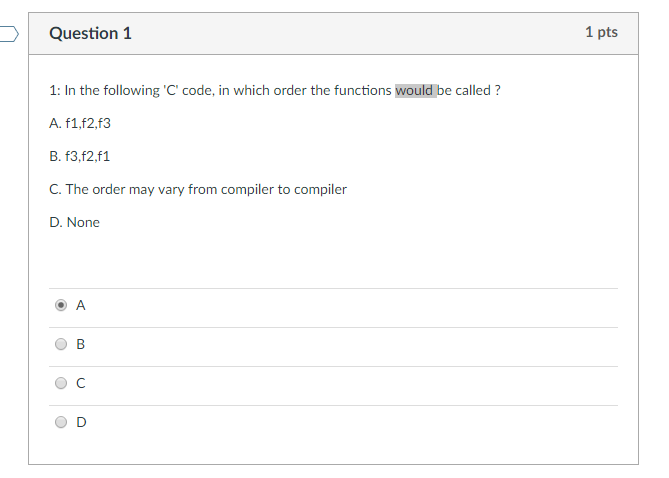 Question 1
1 pts
1: In the following 'C' code, in which order the functions would be called ?
A. f1,f2,f3
B. f3,f2,f1
C. The order may vary from compiler to compiler
D. None
A
B
C
D